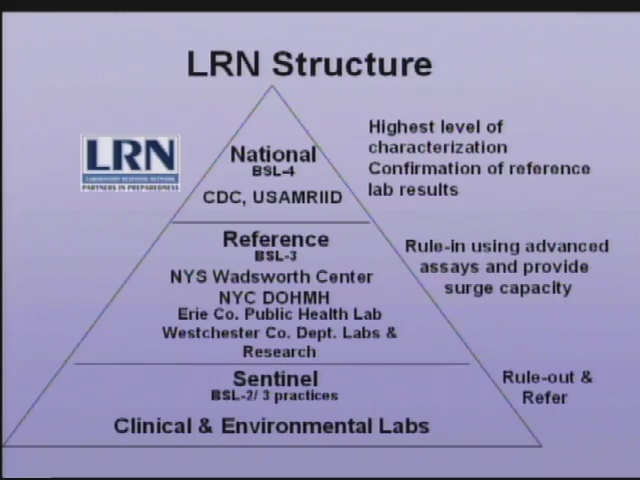 LRN Structure
LRN
LABORATORY RESPONSE NETWORK
PARTNERS IN PREPAREDNESS
National
BSL-4
CDC, USAMRIID
Highest level of
characterization
Confirmation of reference
lab results
Reference
BSL-3
NYS Wadsworth Center
NYC DOHMH
Erie Co. Public Health Lab
Westchester Co. Dept. Labs &
Research
Rule-in using advanced
assays and provide
surge capacity
Sentinel
BSL-2/ 3 practices
Clinical & Environmental Labs
Rule-out &
Refer